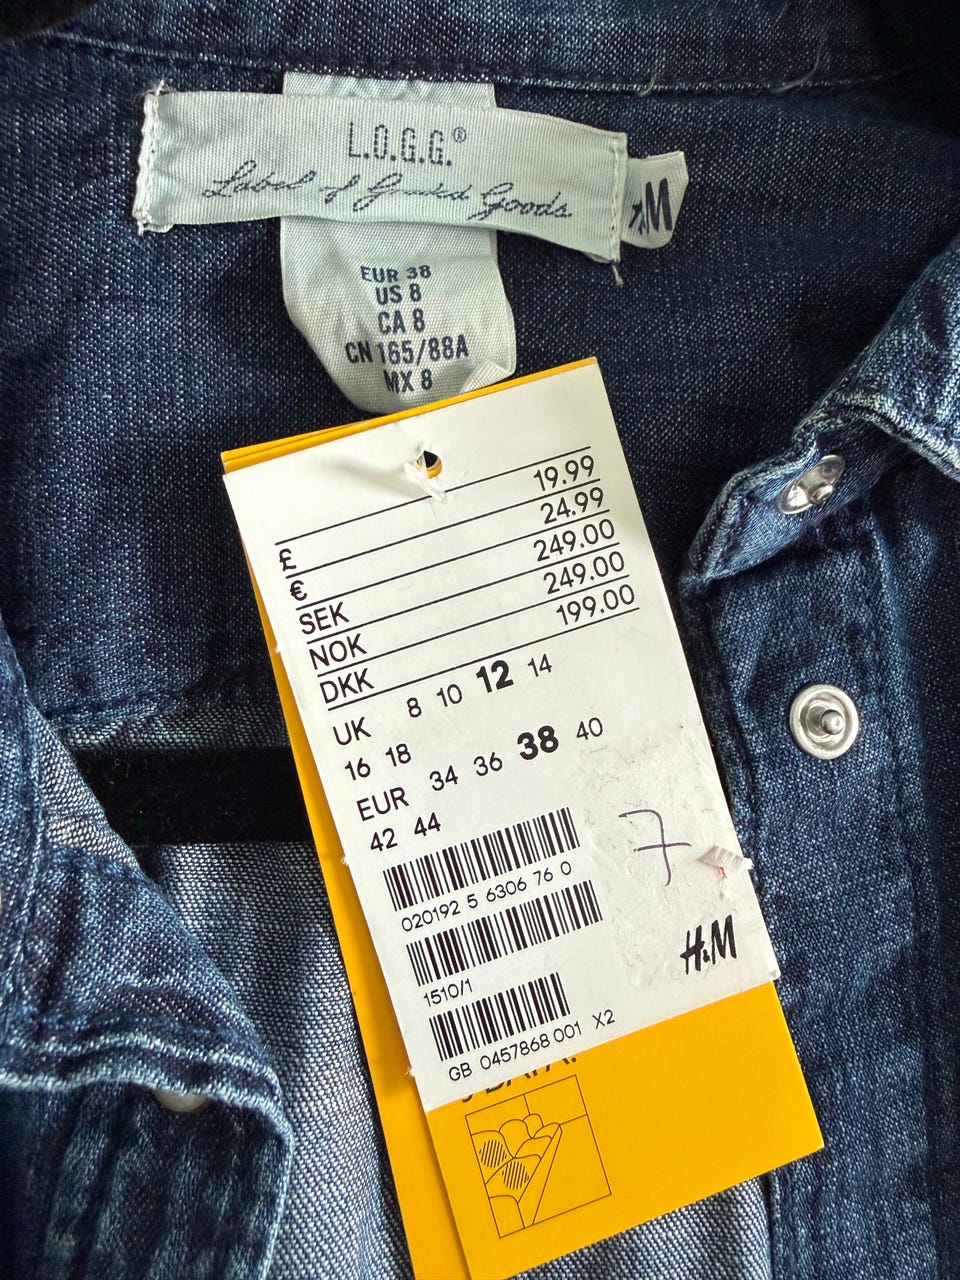 L.O.G.G.®
Label of Graded Goods
H&M
EUR 38
US 8
CA 8
CN 165/88A
MX 8
£ 19.99
€ 24.99
SEK 249.00
NOK 249.00
DKK 199.00
UK 8 10 12 14
16 18
EUR 34 36 38 40
42 44
020192 5 6306 76 0
7
1510/1
H&M
GB 0457868 001 X2